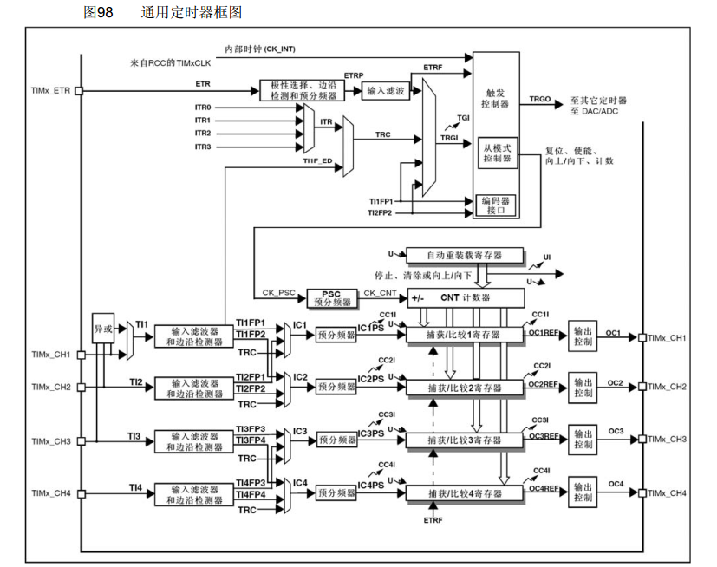 图98 通用定时器框图
内部时钟(CK_INT)
来自RCC的TIMxCLK
TIMx_ETR
ETR
极性选择、边沿
检测和预分频器
ETRP
输入滤波
ETRF
触发
控制器
TRGO
至其它定时器
至 DAC/ADC
ITR0
ITR1
ITR2
ITR3
ITR
TRC
TI1F_ED
TGI
TRGI
从模式
控制器
复位、使能、
向上/向下、计数
TI1FP1
TI2FP2
编码器
接口
U
自动重装载寄存器
UI
停止、清除或向上/向下
U
CK_PSC
PSC
预分频器
CK_CNT
+/-
CNT 计数器
异或
TI1
TIMx_CH1
输入滤波器
和边沿检测器
TI1FP1
TI1FP2
TRC
IC1
预分频器
IC1PS
CC1I
U
捕获/比较1寄存器
CC1I
OC1REF
输出
控制
OC1
TIMx_CH1
TIMx_CH2
TI2
输入滤波器
和边沿检测器
TI2FP1
TI2FP2
TRC
IC2
预分频器
IC2PS
CC2I
U
捕获/比较2寄存器
CC2I
OC2REF
输出
控制
OC2
TIMx_CH2
TIMx_CH3
TI3
输入滤波器
和边沿检测器
TI3FP3
TI3FP4
TRC
IC3
预分频器
IC3PS
CC3I
U
捕获/比较3寄存器
CC3I
OC3REF
输出
控制
OC3
TIMx_CH3
TIMx_CH4
TI4
输入滤波器
和边沿检测器
TI4FP3
TI4FP4
TRC
IC4
预分频器
IC4PS
CC4I
U
捕获/比较4寄存器
CC4I
OC4REF
输出
控制
OC4
TIMx_CH4
ETRF